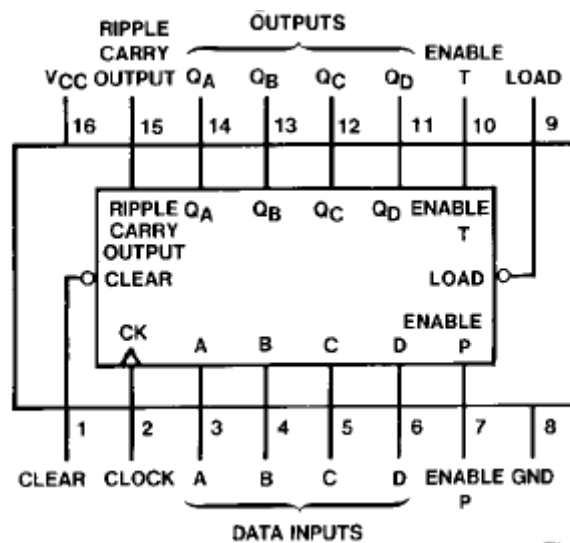 RIPPLE OUTPUTS
CARRY ENABLE
VCC OUTPUT QA QB QC QD T LOAD
16 15 14 13 12 11 10 9
RIPPLE QA QB QC QD ENABLE
CARRY T
OUTPUT
CLEAR LOAD
CK ENABLE
A B C D P
1 2 3 4 5 6 7 8
CLEAR CLOCK A B C D ENABLE GND
P
DATA INPUTS